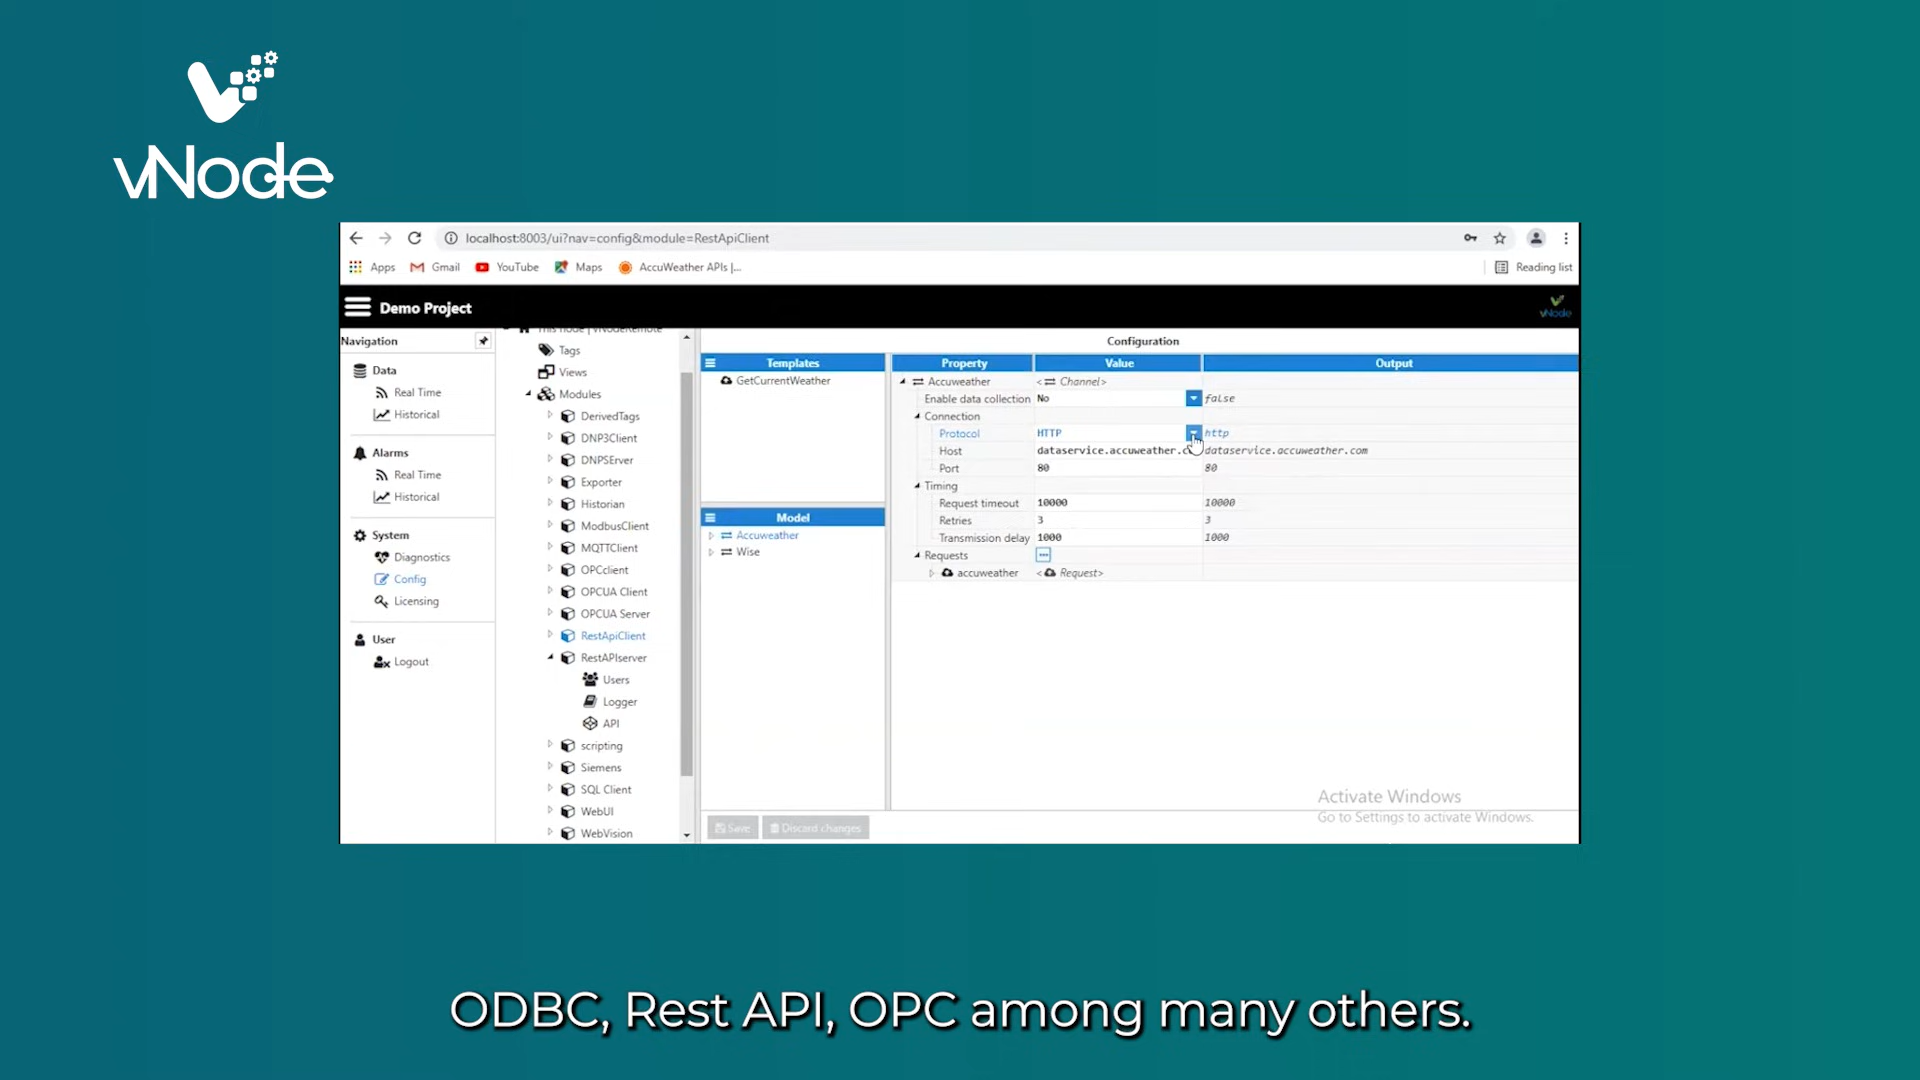 vNode
localhost:8003/ui?nav=config&module=RestApiClient
Apps Gmail YouTube Maps AccuWeather APIs |... Reading list
Demo Project
vNode
Navigation
Data
Real Time
Historical
Alarms
Real Time
Historical
System
Diagnostics
Config
Licensing
User
Logout
This node | vNodeRemote
Tags
Views
Modules
DerivedTags
DNP3Client
DNPSErver
Exporter
Historian
ModbusClient
MQTTClient
OPCclient
OPCUA Client
OPCUA Server
RestApiClient
RestAPIserver
Users
Logger
API
scripting
Siemens
SQL Client
WebUI
WebVision
Templates
GetCurrentWeather
Model
Accuweather
Wise
Save Discard changes
Configuration
Property Value Output
Accuweather < Channel>
Enable data collection No false
Connection
Protocol HTTP http
Host dataservice.accuweather.c dataservice.accuweather.com
Port 80 80
Timing
Request timeout 10000 10000
Retries 3 3
Transmission delay 1000 1000
Requests ...
accuweather < Request>
Activate Windows
Go to Settings to activate Windows.
ODBC, Rest API, OPC among many others.